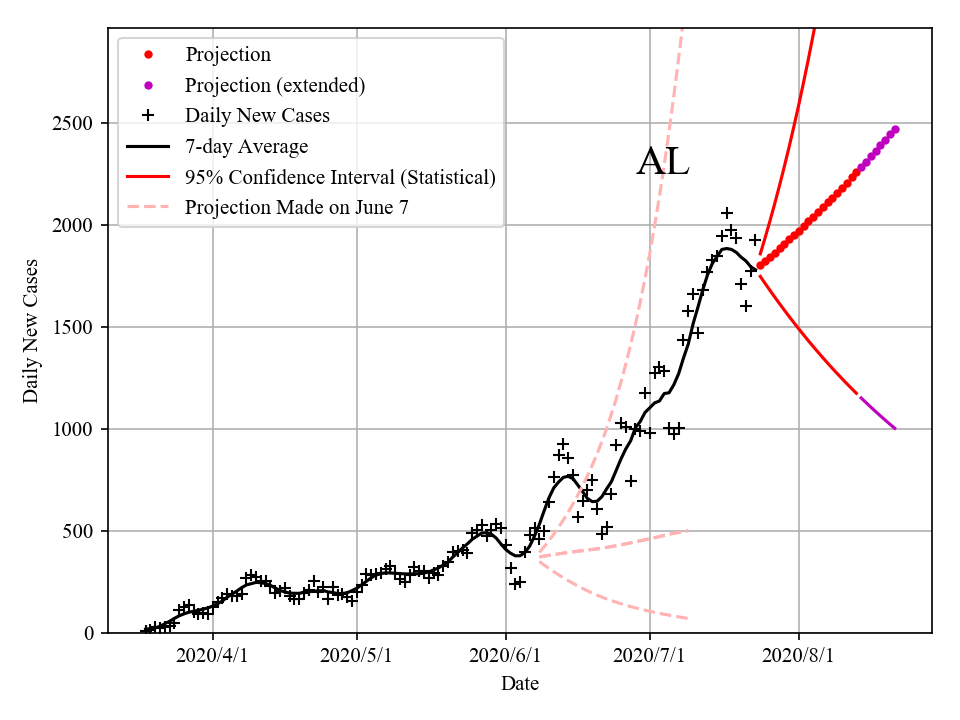 Projection
Projection (extended)
Daily New Cases
7-day Average
95% Confidence Interval (Statistical)
Projection Made on June 7
AL
2500
2000
1500
1000
500
0
Daily New Cases
2020/4/1
2020/5/1
2020/6/1
2020/7/1
2020/8/1
Date